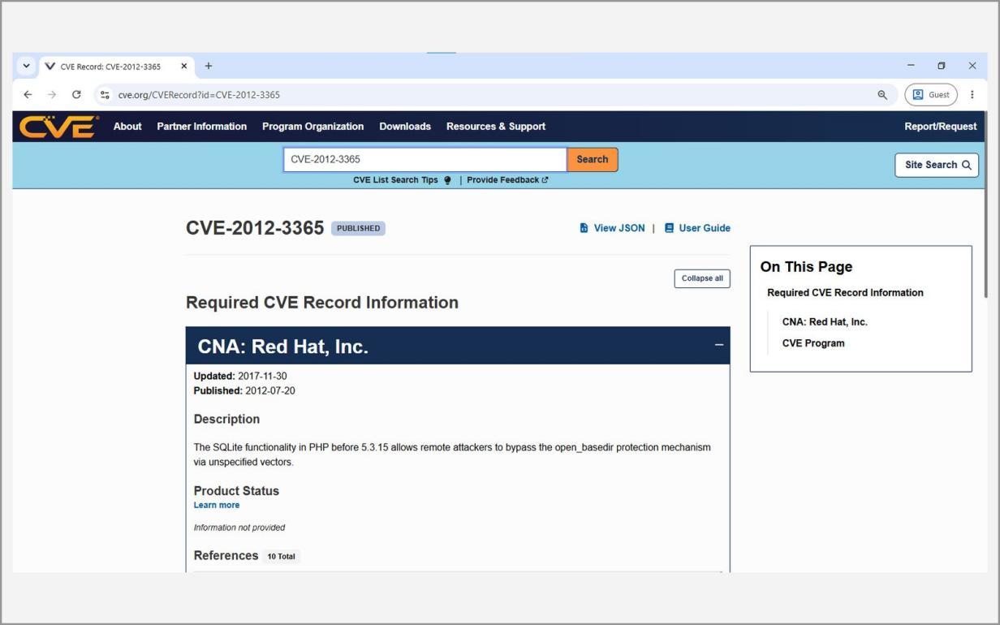 CVE Record: CVE-2012-3365
cve.org/CVERecord?id=CVE-2012-3365
Guest
CVE
About
Partner Information
Program Organization
Downloads
Resources & Support
Report/Request
CVE-2012-3365
Search
Site Search
CVE List Search Tips | Provide Feedback
CVE-2012-3365 PUBLISHED
View JSON | User Guide
Collapse all
Required CVE Record Information
CNA: Red Hat, Inc.
Updated: 2017-11-30
Published: 2012-07-20
Description
The SQLite functionality in PHP before 5.3.15 allows remote attackers to bypass the open_basedir protection mechanism
via unspecified vectors.
Product Status
Learn more
Information not provided
References 10 Total
On This Page
Required CVE Record Information
CNA: Red Hat, Inc.
CVE Program